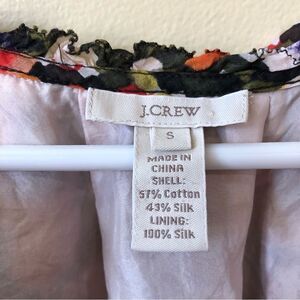 J.CREW
S
MADE IN
CHINA
SHELL:
57% Cotton
43% Silk
LINING:
100% Silk